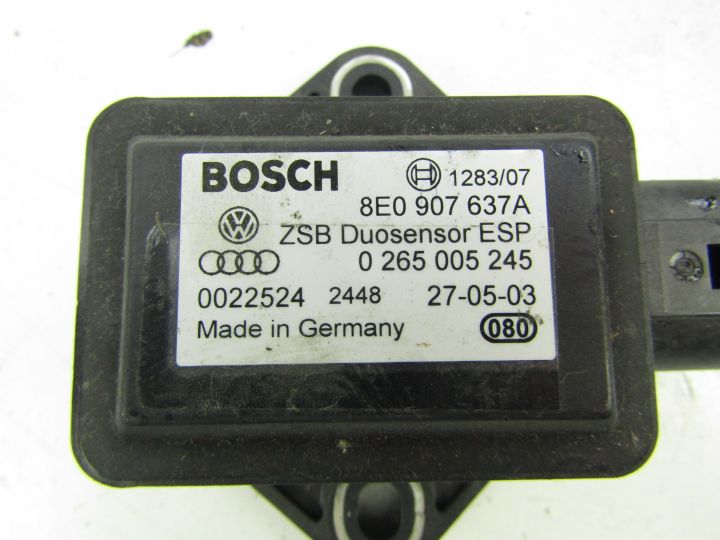 BOSCH 1283/07
8E0 907 637A
ZSB Duosensor ESP
0 265 005 245
0022524 2448 27-05-03
Made in Germany 080